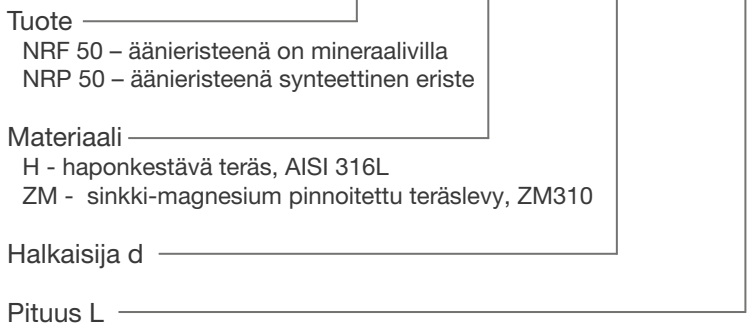 Tuote
NRF 50 – äänieristeenä on mineraalivilla
NRP 50 – äänieristeenä synteettinen eriste
Materiaali
H - haponkestävä teräs, AISI 316L
ZM - sinkki-magnesium pinnoitettu teräslevy, ZM310
Halkaisija d
Pituus L